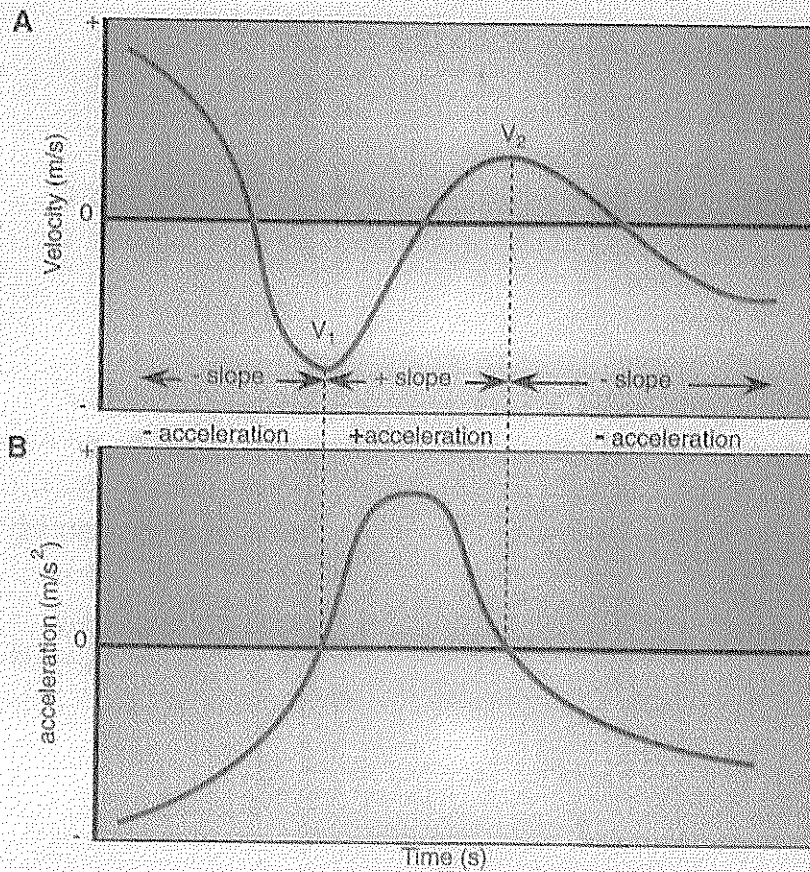 A
+
Velocity (m/s)
V2
0
V1
- slope
+ slope
- slope
-
- acceleration
+acceleration
- acceleration
B
+
acceleration (m/s²)
0
-
Time (s)